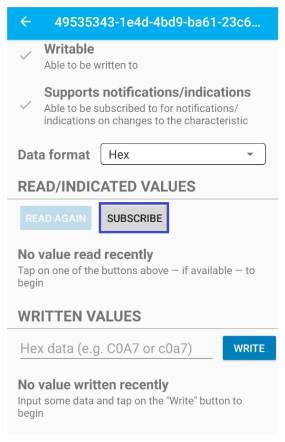 49535343-1e4d-4bd9-ba61-23c6...
Writable
Able to be written to
Supports notifications/indications
Able to be subscribed to for notifications/
indications on changes to the characteristic
Data format Hex
READ/INDICATED VALUES
READ AGAIN SUBSCRIBE
No value read recently
Tap on one of the buttons above — if available — to
begin
WRITTEN VALUES
Hex data (e.g. C0A7 or c0a7) WRITE
No value written recently
Input some data and tap on the "Write" button to
begin